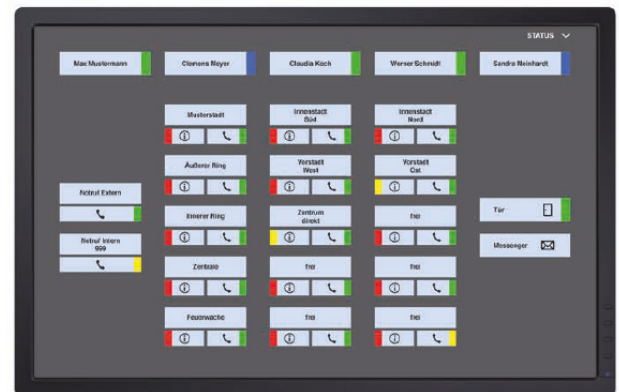 STATUS
Max Mustermann
Clemens Meyer
Claudia Koch
Werner Schmidt
Sandra Reinhardt
Musterstadt
Innenstadt
Süd
Innenstadt
Nord
Äußerer Ring
Vorstadt
West
Vorstadt
Ost
Notruf Extern
Innerer Ring
Zentrum
direkt
frei
Tür
Notruf Intern
999
Messenger
Zentrale
frei
frei
Feuerwache
frei
frei